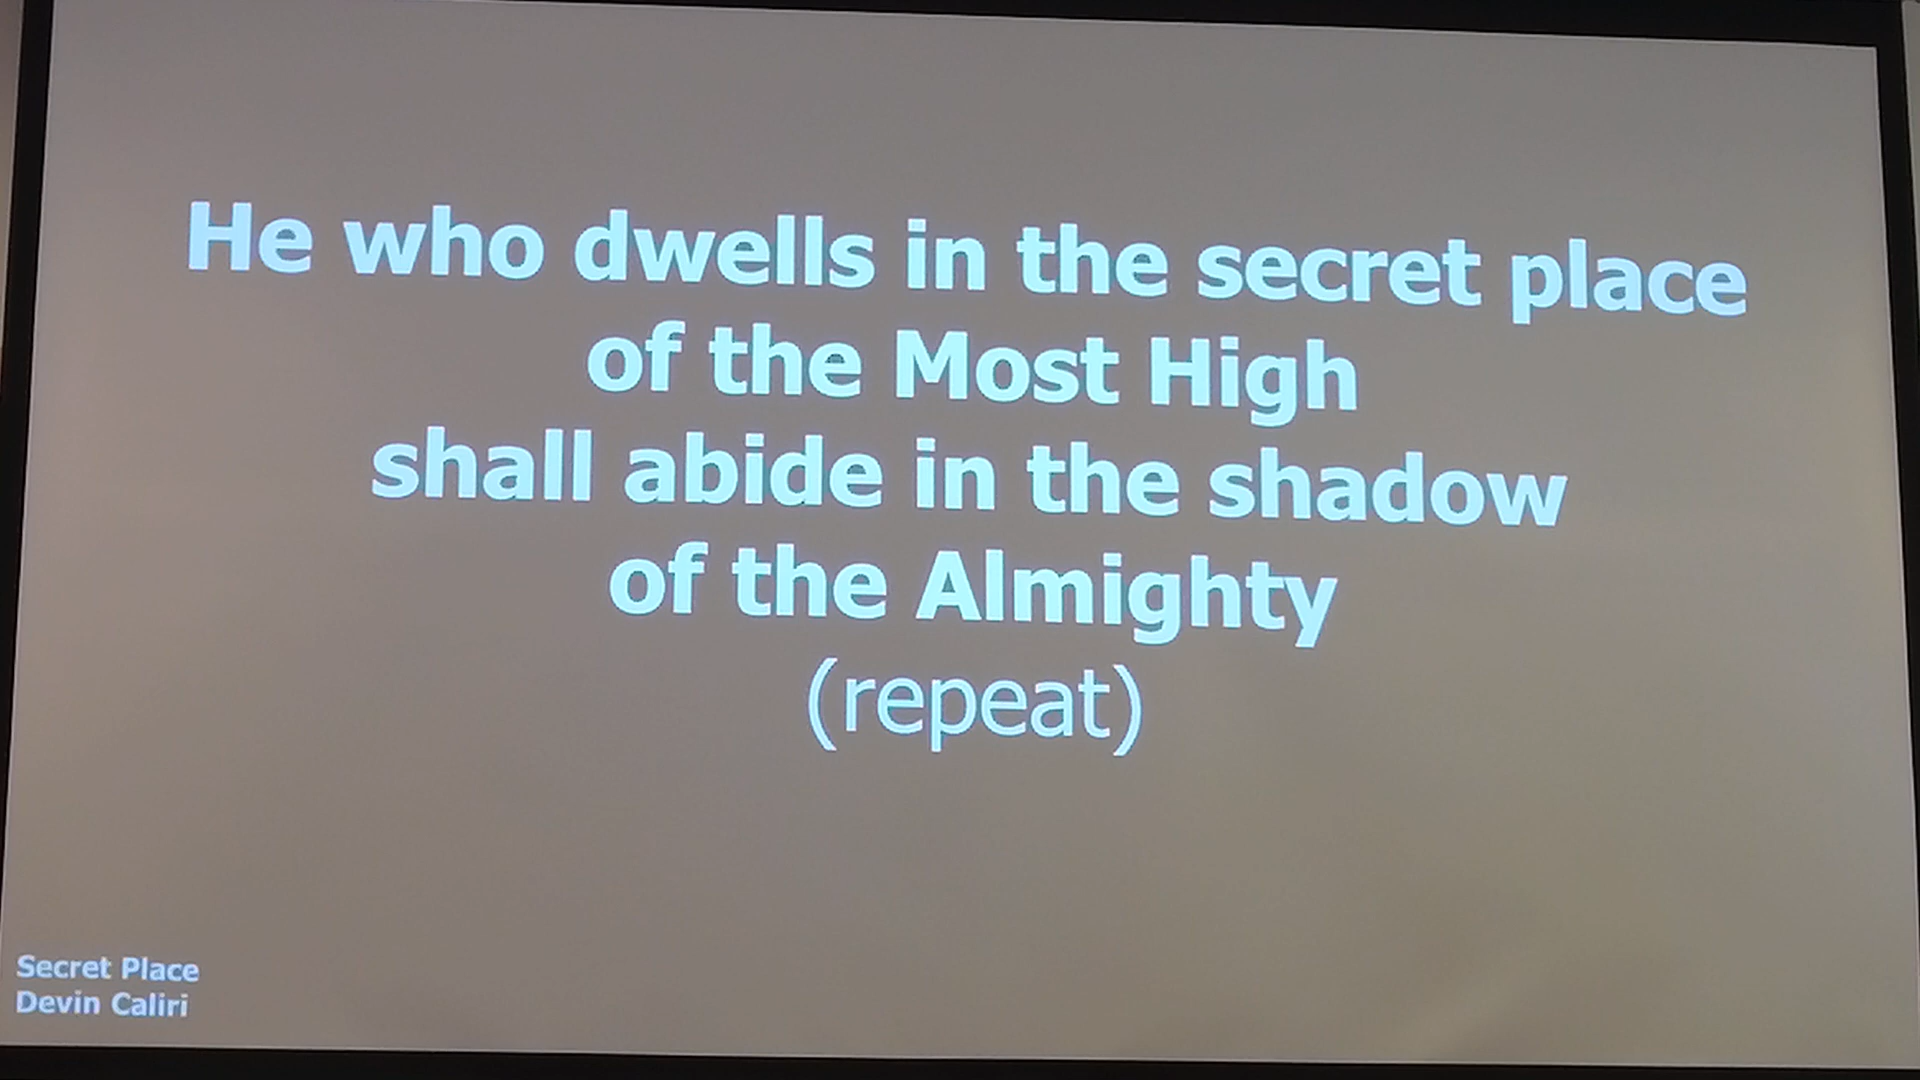 He who dwells in the secret place
of the Most High
shall abide in the shadow
of the Almighty
(repeat)
Secret Place
Devin Caliri